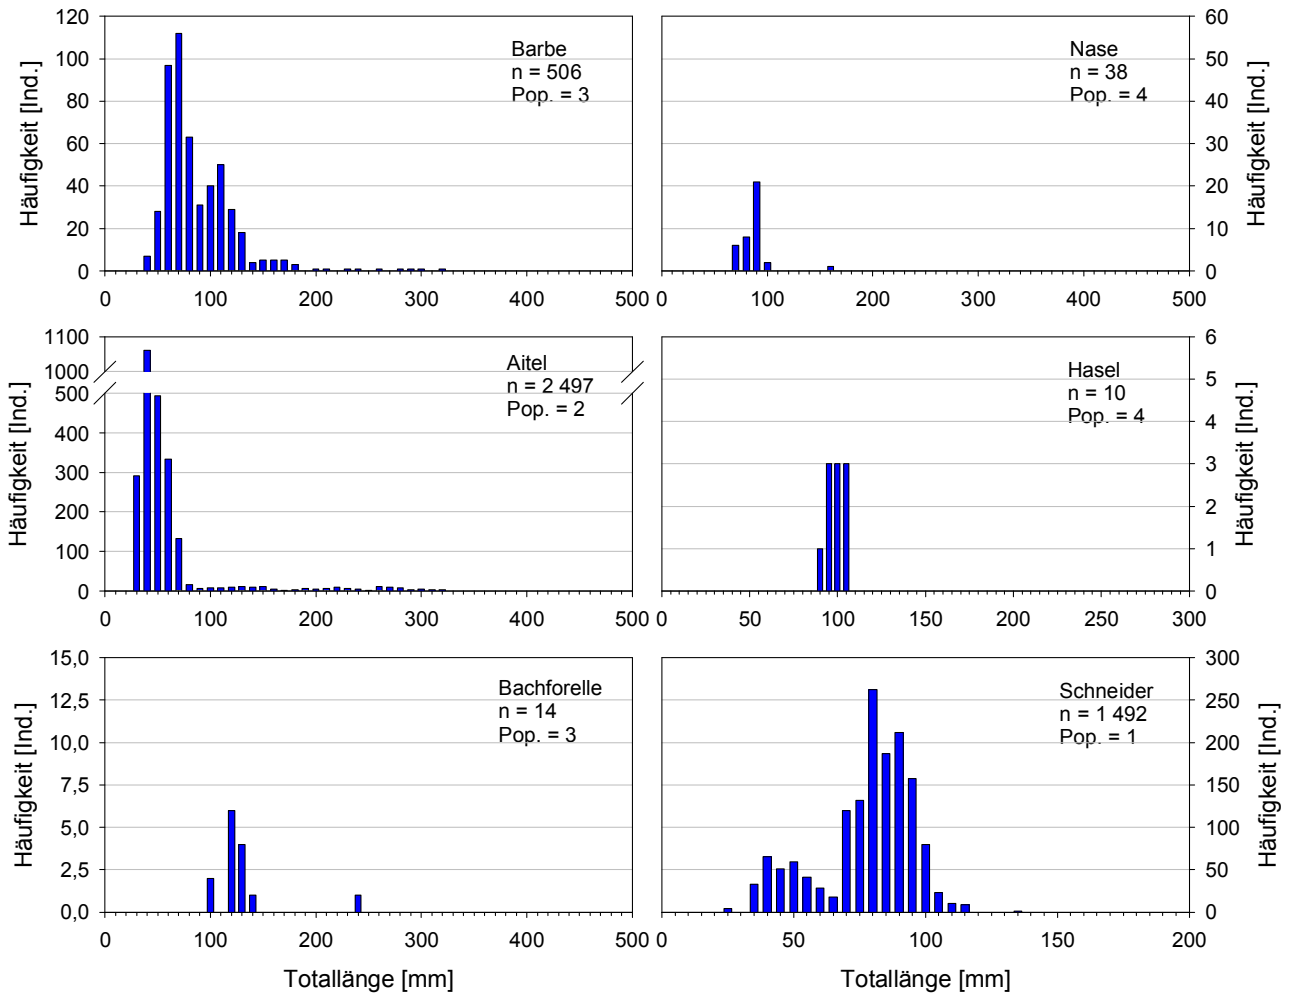 120
100
80
60
40
20
0
Häufigkeit [Ind.]
Barbe
n = 506
Pop. = 3
0 100 200 300 400 500
60
50
40
30
20
10
0
Häufigkeit [Ind.]
Nase
n = 38
Pop. = 4
0 100 200 300 400 500
1100
1000
500
400
300
200
100
0
Häufigkeit [Ind.]
Aitel
n = 2 497
Pop. = 2
0 100 200 300 400 500
6
5
4
3
2
1
0
Häufigkeit [Ind.]
Hasel
n = 10
Pop. = 4
0 50 100 150 200 250 300
15,0
12,5
10,0
7,5
5,0
2,5
0,0
Häufigkeit [Ind.]
Bachforelle
n = 14
Pop. = 3
0 100 200 300 400 500
Totallänge [mm]
300
250
200
150
100
50
0
Häufigkeit [Ind.]
Schneider
n = 1 492
Pop. = 1
0 50 100 150 200
Totallänge [mm]